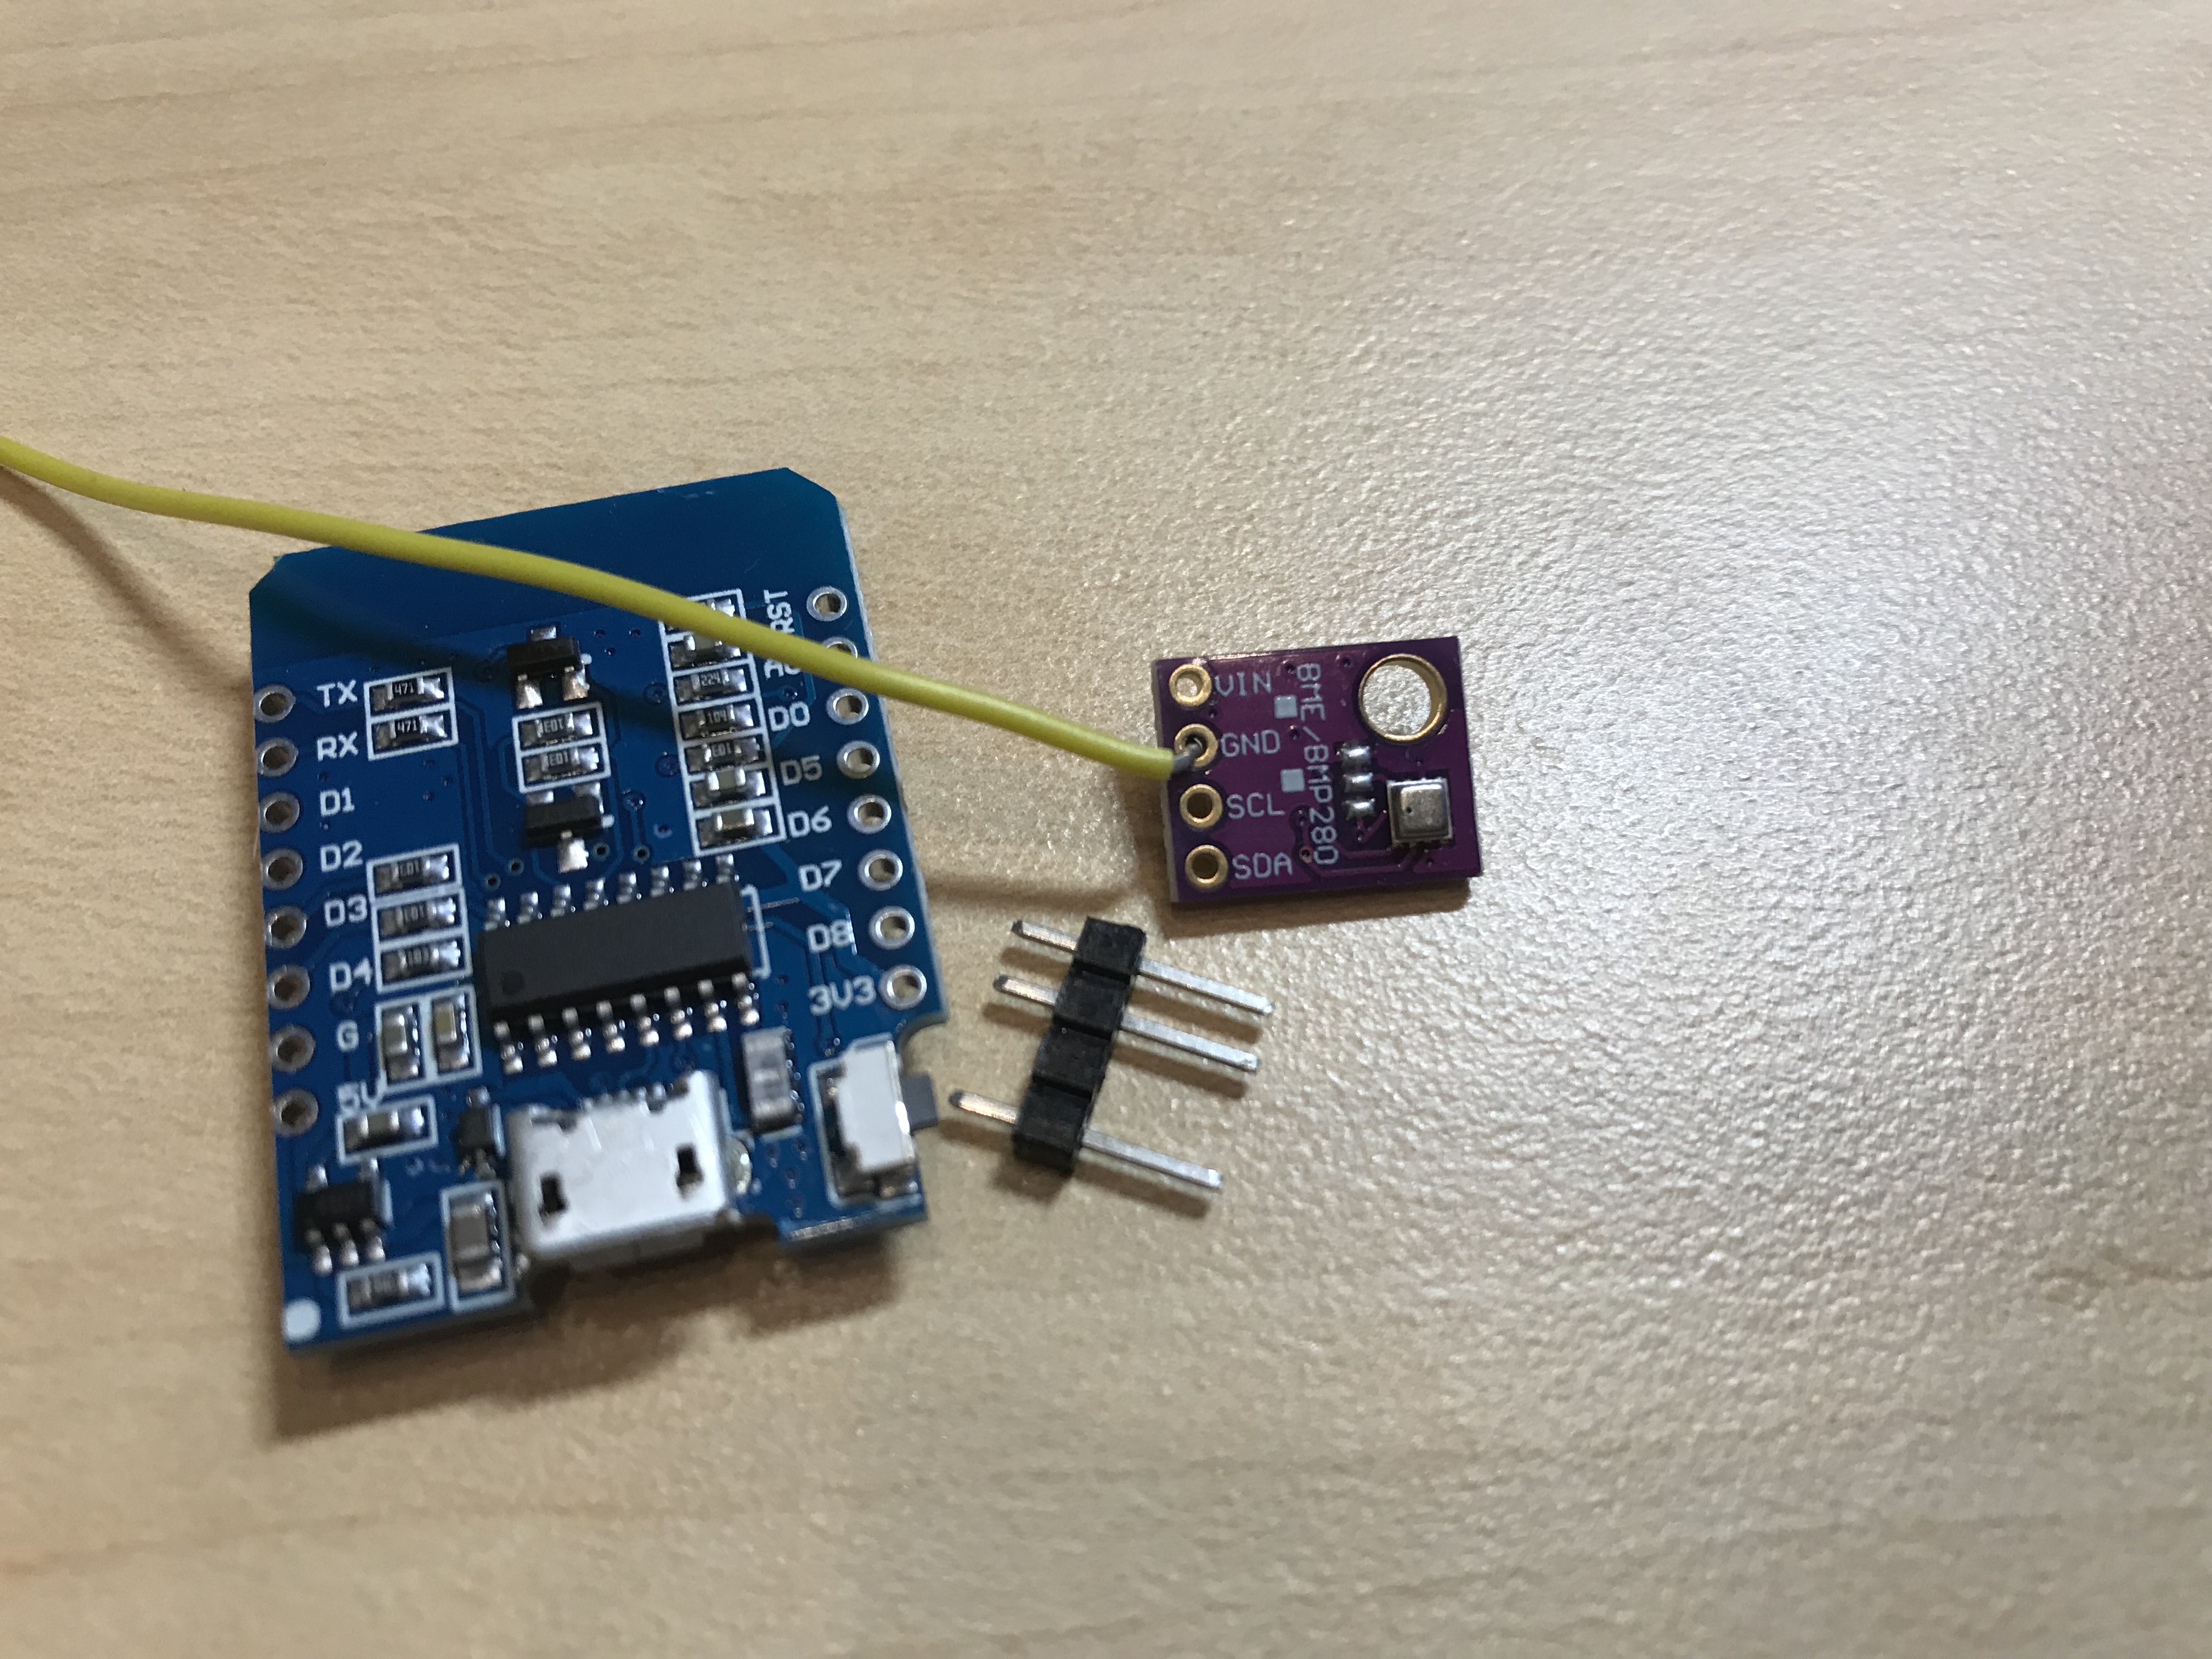 TX
RX
D1
D2
D3
D4
G
5V
471
471
RST
D0
D5
D6
D7
D8
3V3
224
104
VIN
GND
SCL
SDA
BME/BMP280